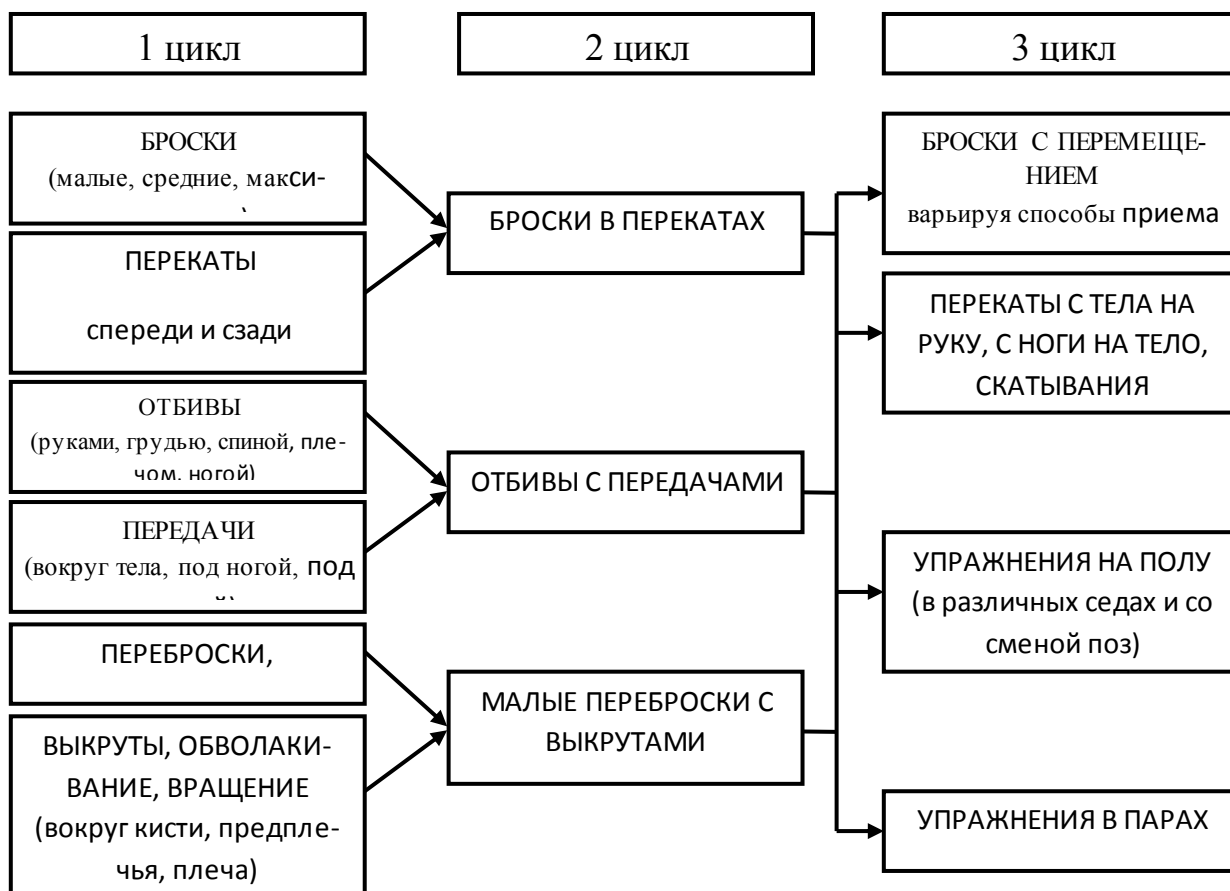 1 цикл
2 цикл
3 цикл
БРОСКИ
(малые, средние, макси-
ПЕРЕКАТЫ
спереди и сзади
ОТБИВЫ
(руками, грудью, спиной, пле-
чом, ногой)
ПЕРЕДАЧИ
(вокруг тела, под ногой, под
ПЕРЕБРОСКИ,
ВЫКРУТЫ, ОБВОЛАКИ-
ВАНИЕ, ВРАЩЕНИЕ
(вокруг кисти, предпле-
чья, плеча)
БРОСКИ В ПЕРЕКАТАХ
ОТБИВЫ С ПЕРЕДАЧАМИ
МАЛЫЕ ПЕРЕБРОСКИ С
ВЫКРУТАМИ
БРОСКИ С ПЕРЕМЕЩЕ-
НИЕМ
варьируя способы приема
ПЕРЕКАТЫ С ТЕЛА НА
РУКУ, С НОГИ НА ТЕЛО,
СКАТЫВАНИЯ
УПРАЖНЕНИЯ НА ПОЛУ
(в различных седах и со
сменой поз)
УПРАЖНЕНИЯ В ПАРАХ